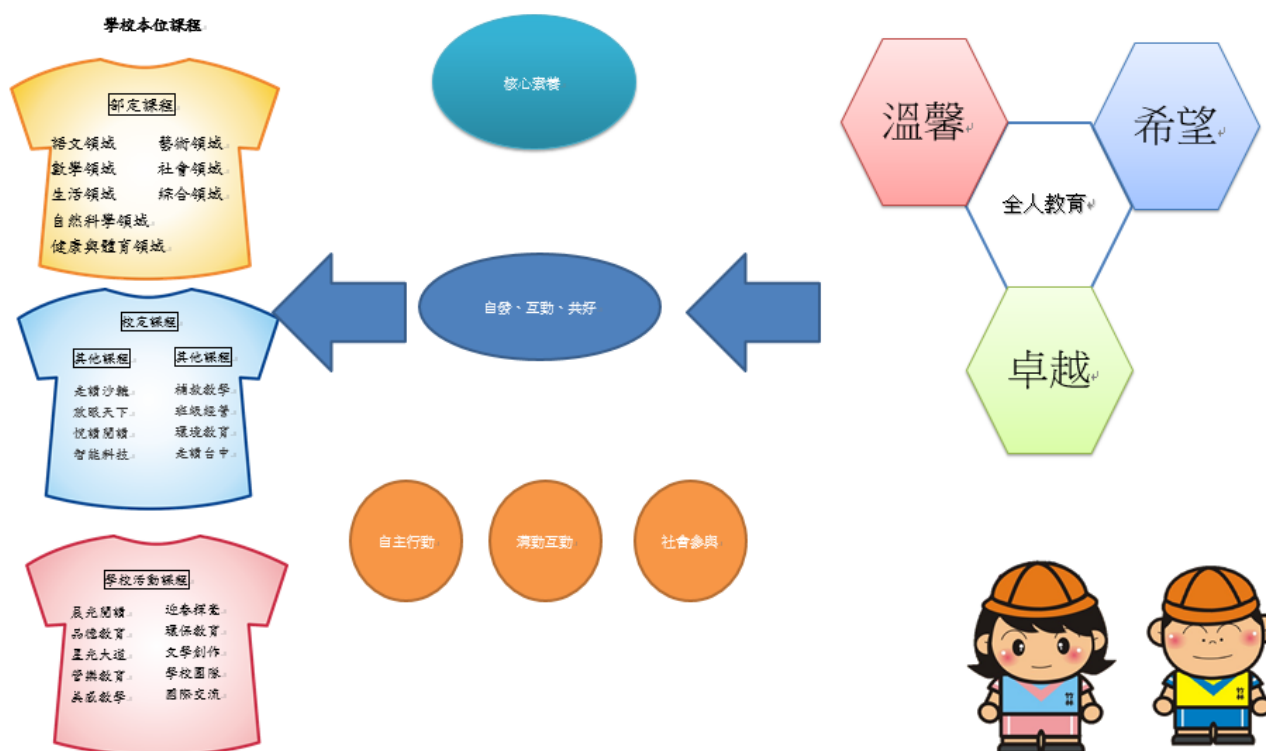 學校本位課程
部定課程
語文領域 藝術領域
數學領域 社會領域
生活領域 綜合領域
自然科學領域
健康與體育領域
校定課程
其他課程 其他課程
走讀沙鹿 補救教學
放眼天下 班級經營
悅讀閱讀 環境教育
智能科技 走讀台中
學校活動課程
晨光閱讀 迎春揮毫
品德教育 環保教育
星光大道 文學創作
管樂教育 學校團隊
美感教學 國際交流
核心素養
自發、互動、共好
自主行動 溝動互動 社會參與
溫馨
希望
全人教育
卓越